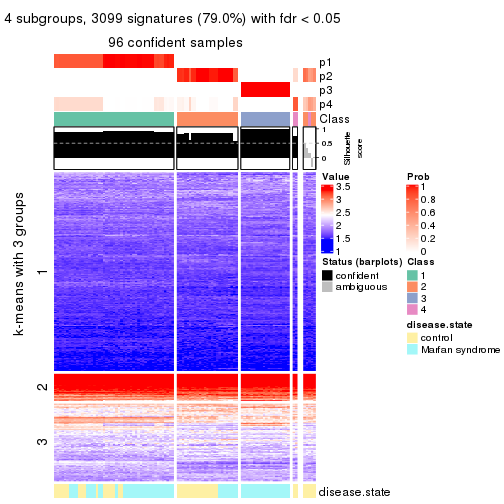 4 subgroups, 3099 signatures (79.0%) with fdr < 0.05
96 confident samples
p1
p2
p3
p4
Class
1
0.5
0
Silhouette
score
k-means with 3 groups
1
2
3
Value
3.5
3
2.5
2
1.5
1
Prob
1
0.8
0.6
0.4
0.2
0
Status (barplots)
confident
ambiguous
Class
1
2
3
4
disease.state
control
Marfan syndrome
disease.state